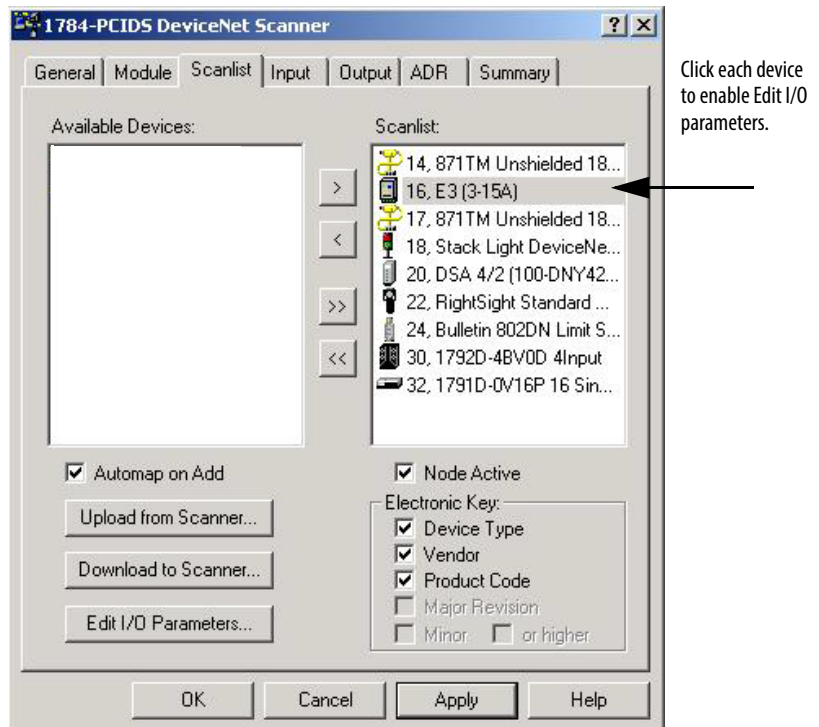 1784-PCIDS DeviceNet Scanner
General Module Scanlist Input Output ADR Summary
Click each device
to enable Edit I/O
parameters.
Available Devices:
Scanlist:
14, 871TM Unshielded 18...
16, E3 (3-15A)
17, 871TM Unshielded 18...
18, Stack Light DeviceNe...
20, DSA 4/2 (100-DNY42...
22, RightSight Standard ...
24, Bulletin 802DN Limit S...
30, 1792D-4BV0D 4Input
32, 1791D-0V16P 16 Sin...
>
<
>>
<<
Automap on Add
Upload from Scanner...
Download to Scanner...
Edit I/O Parameters...
Node Active
Electronic Key:
Device Type
Vendor
Product Code
Major Revision
Minor or higher
OK Cancel Apply Help